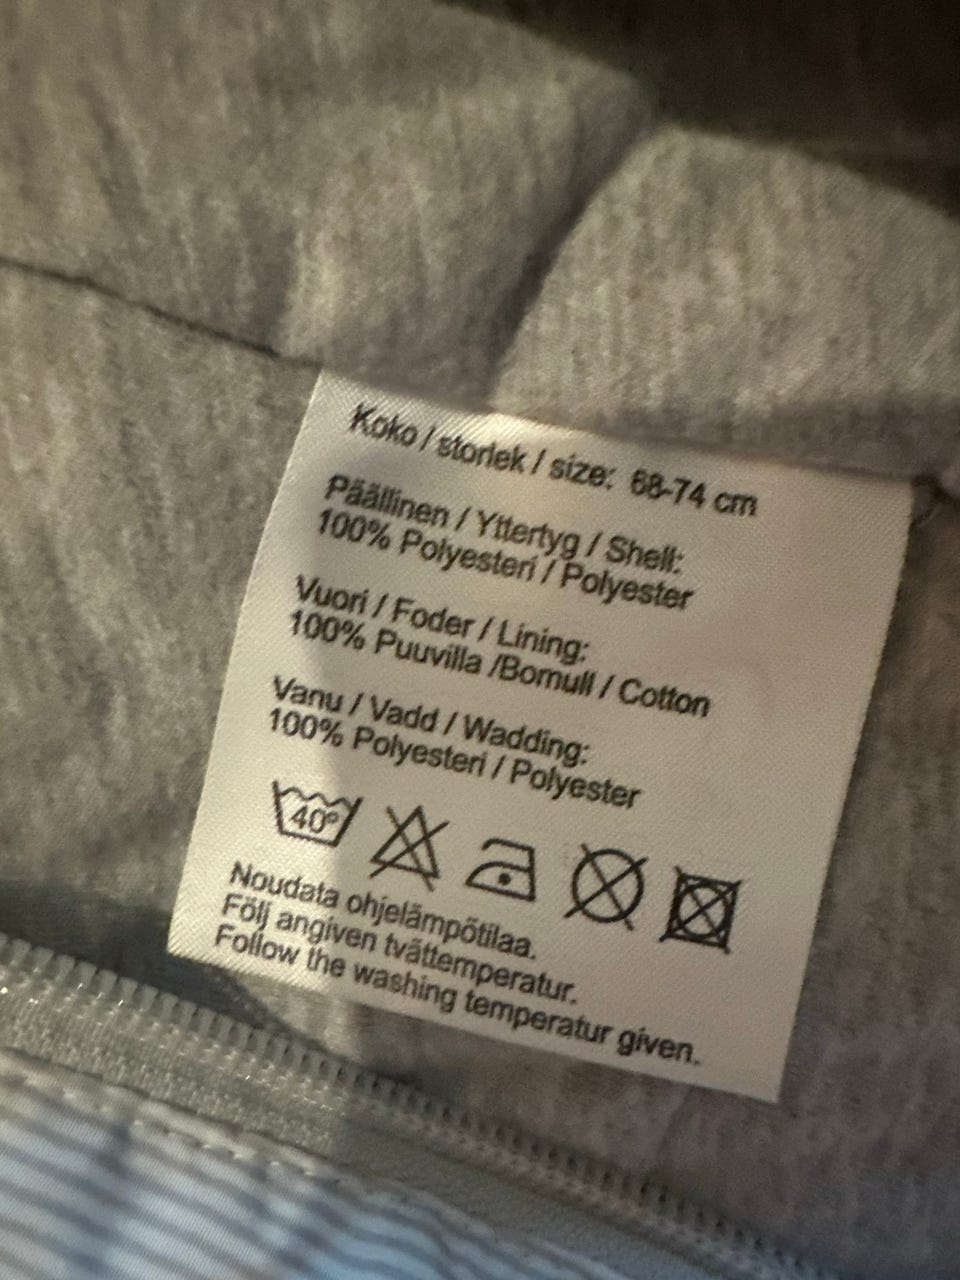 Koko / storlek / size: 68-74 cm
Päällinen / Yttertyg / Shell:
100% Polyesteri / Polyester
Vuori / Foder / Lining:
100% Puuvilla /Bomull / Cotton
Vanu / Vadd / Wadding:
100% Polyesteri / Polyester
40°
Noudata ohjelämpötilaa.
Följ angiven tvättemperatur.
Follow the washing temperatur given.